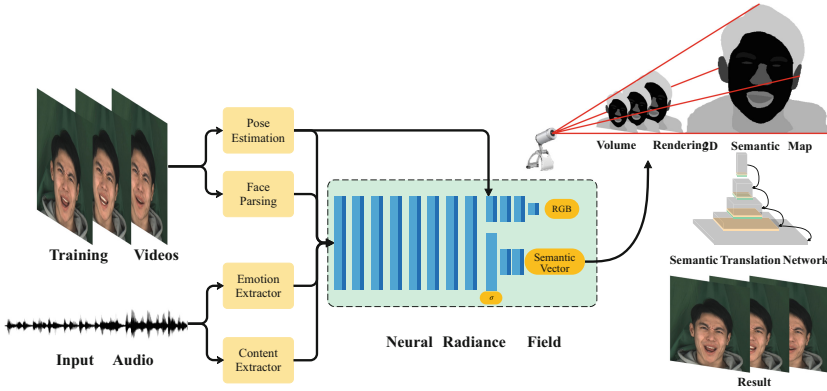 Training Videos
Input Audio
Pose
Estimation
Face
Parsing
Emotion
Extractor
Content
Extractor
RGB
Semantic
Vector
σ
Neural Radiance Field
Volume Rendering
2D Semantic Map
Semantic Translation Network
Result